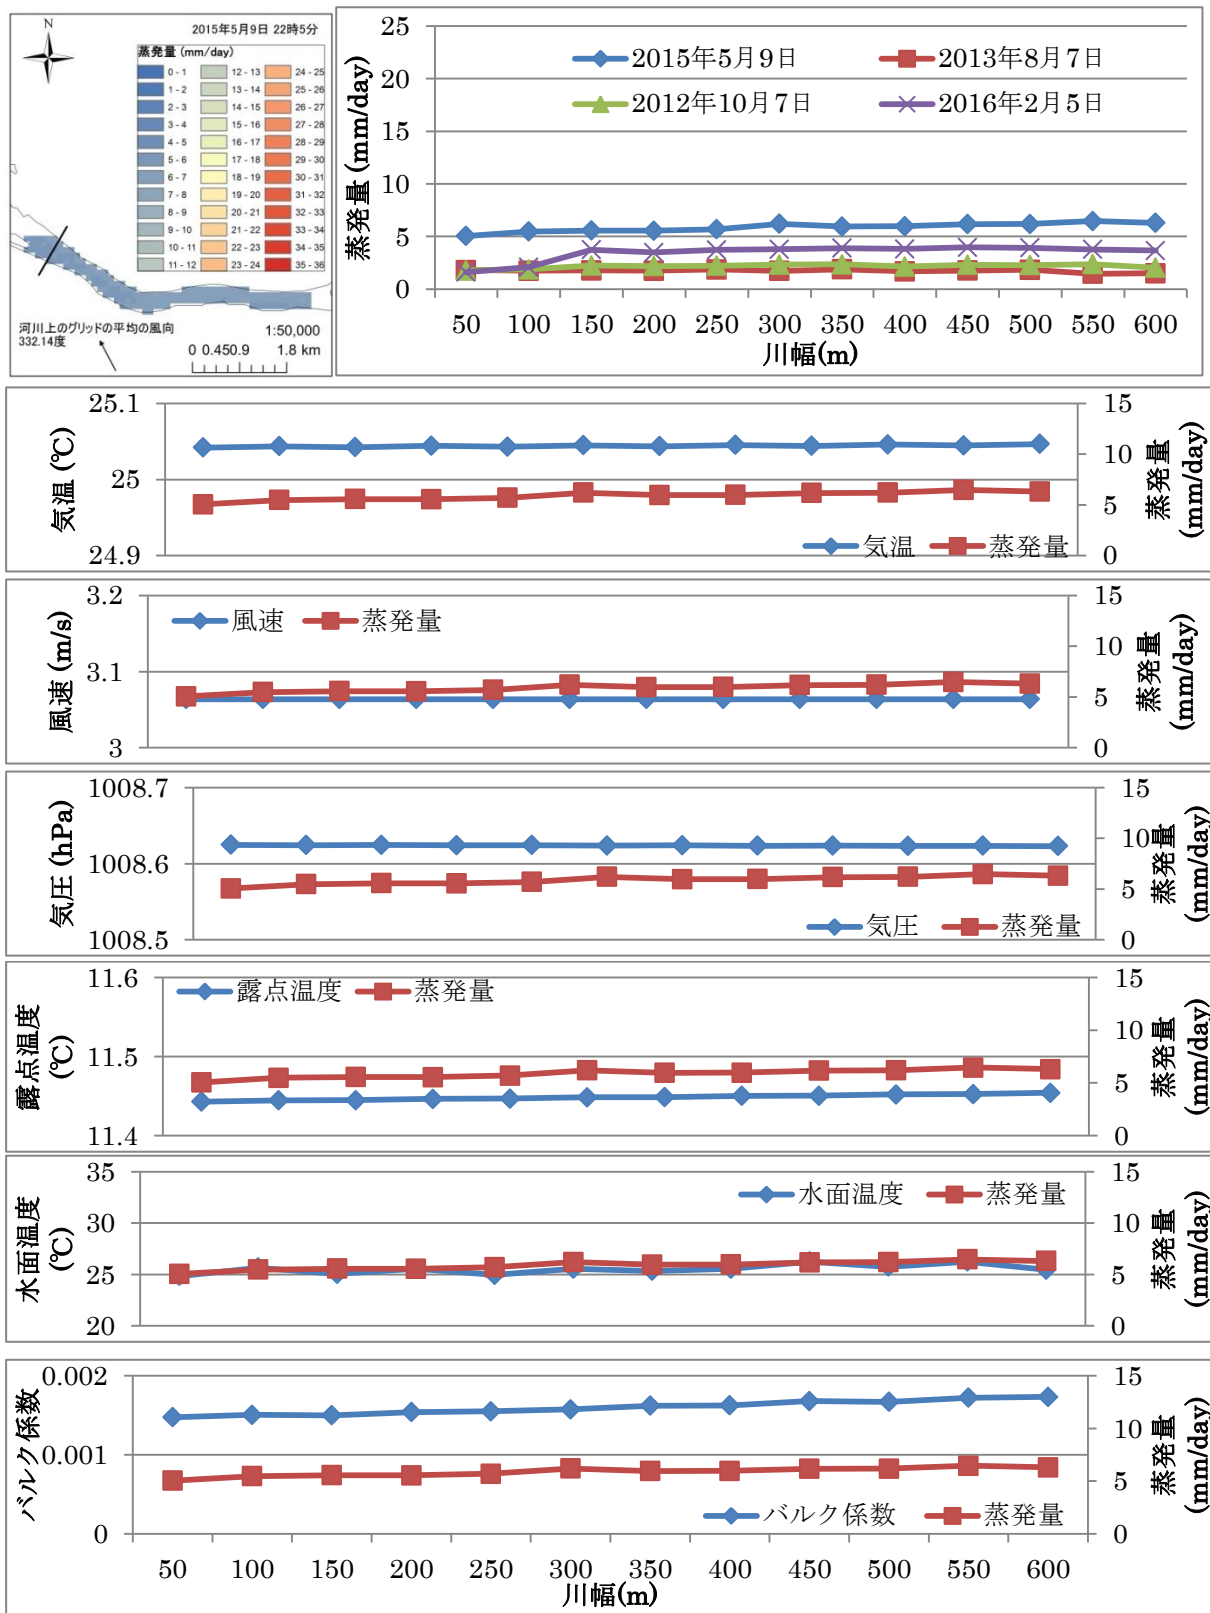 N
2015年5月9日 22時5分
蒸発量 (mm/day)
0 - 1 12 - 13 24 - 25
1 - 2 13 - 14 25 - 26
2 - 3 14 - 15 26 - 27
3 - 4 15 - 16 27 - 28
4 - 5 16 - 17 28 - 29
5 - 6 17 - 18 29 - 30
6 - 7 18 - 19 30 - 31
7 - 8 19 - 20 31 - 32
8 - 9 20 - 21 32 - 33
9 - 10 21 - 22 33 - 34
10 - 11 22 - 23 34 - 35
11 - 12 23 - 24 35 - 36
河川上のグリッドの平均の風向
332.14度
1:50,000
0 0.450.9 1.8 km
蒸発量 (mm/day)
25
20
15
10
5
0
2015年5月9日 2013年8月7日
2012年10月7日 2016年2月5日
50 100 150 200 250 300 350 400 450 500 550 600
川幅(m)
気温 (℃)
25.1
25
24.9
15
10
5
0
蒸発量
(mm/day)
気温 蒸発量
風速 (m/s)
3.2
3.1
3
15
10
5
0
蒸発量
(mm/day)
風速 蒸発量
気圧 (hPa)
1008.7
1008.6
1008.5
15
10
5
0
蒸発量
(mm/day)
気圧 蒸発量
露点温度
(℃)
11.6
11.5
11.4
15
10
5
0
蒸発量
(mm/day)
露点温度 蒸発量
水面温度
(℃)
35
30
25
20
15
10
5
0
蒸発量
(mm/day)
水面温度 蒸発量
バルク係数
0.002
0.001
0
15
10
5
0
蒸発量
(mm/day)
バルク係数 蒸発量
50 100 150 200 250 300 350 400 450 500 550 600
川幅(m)